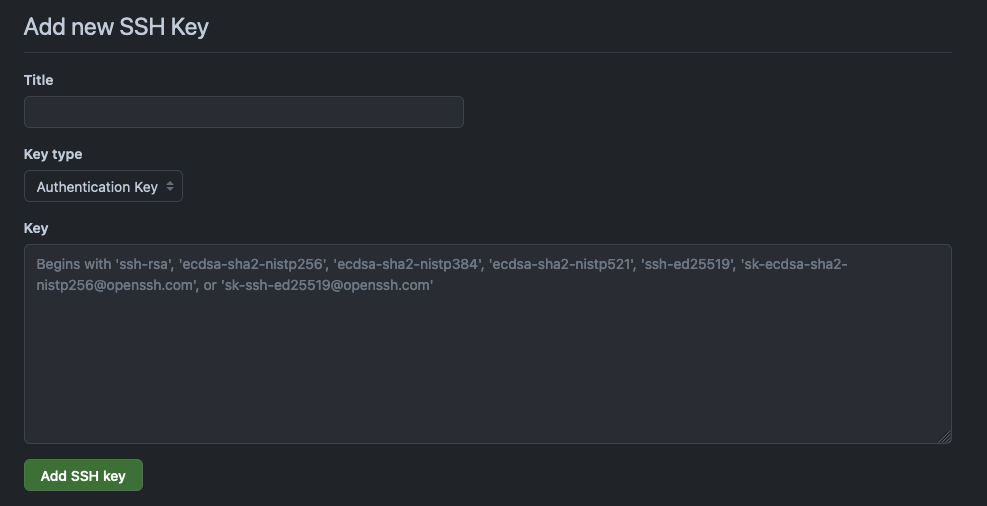 Add new SSH Key
Title
Key type
Authentication Key
Key
Begins with 'ssh-rsa', 'ecdsa-sha2-nistp256', 'ecdsa-sha2-nistp384', 'ecdsa-sha2-nistp521', 'ssh-ed25519', 'sk-ecdsa-sha2-
nistp256@openssh.com', or 'sk-ssh-ed25519@openssh.com'
Add SSH key